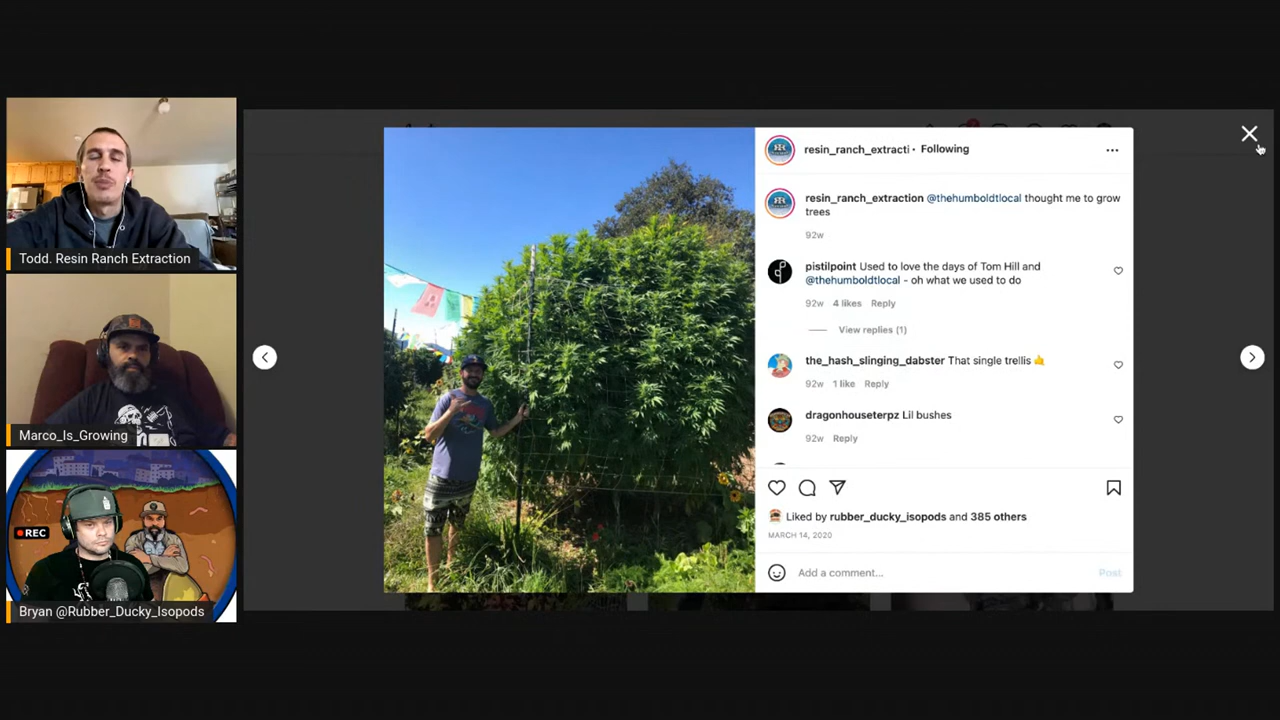 Todd. Resin Ranch Extraction
Marco_Is_Growing
REC
Bryan @Rubber_Ducky_Isopods
resin_ranch_extracti • Following
resin_ranch_extraction @thehumboldtlocal thought me to grow
trees
92w
pistilpoint Used to love the days of Tom Hill and
@thehumboldtlocal - oh what we used to do
92w 4 likes Reply
View replies (1)
the_hash_slinging_dabster That single trellis 🤙
92w 1 like Reply
dragonhouseterpz Lil bushes
92w Reply
Liked by rubber_ducky_isopods and 385 others
MARCH 14, 2020
Add a comment...
Post